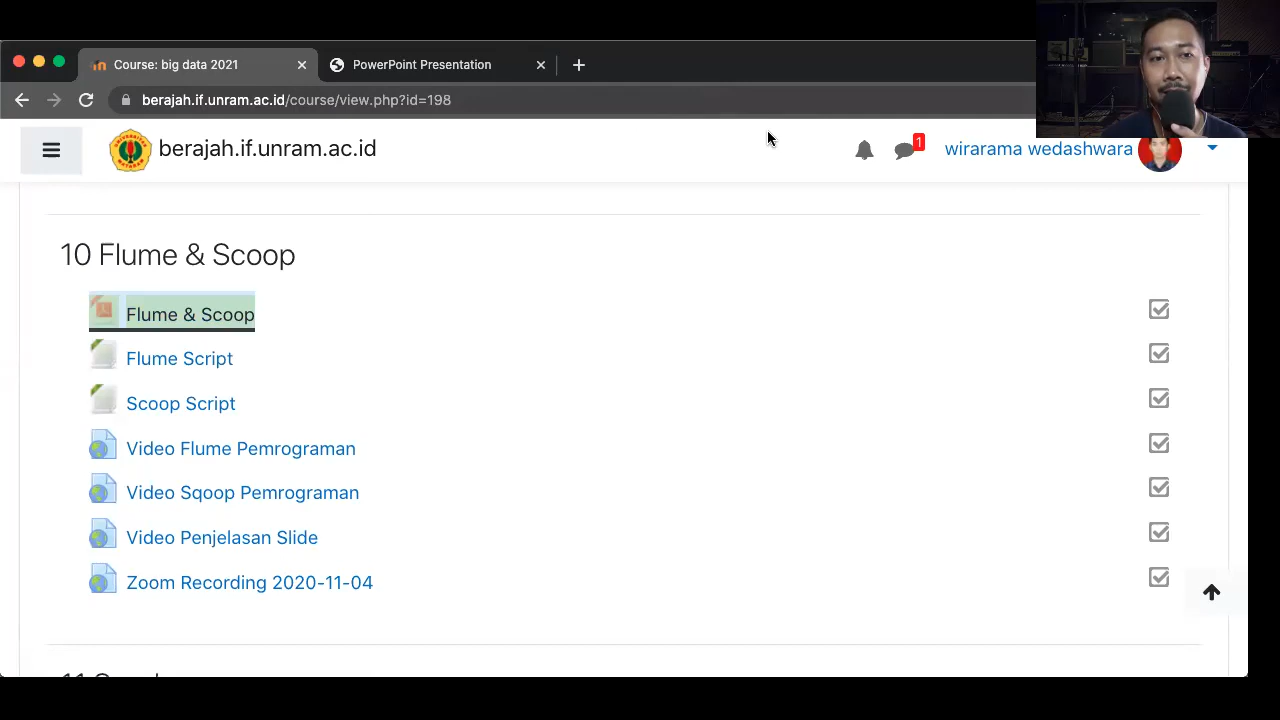 Course: big data 2021
PowerPoint Presentation
berajah.if.unram.ac.id/course/view.php?id=198
berajah.if.unram.ac.id
1
wirarama wedashwara
10 Flume & Scoop
Flume & Scoop
Flume Script
Scoop Script
Video Flume Pemrograman
Video Sqoop Pemrograman
Video Penjelasan Slide
Zoom Recording 2020-11-04